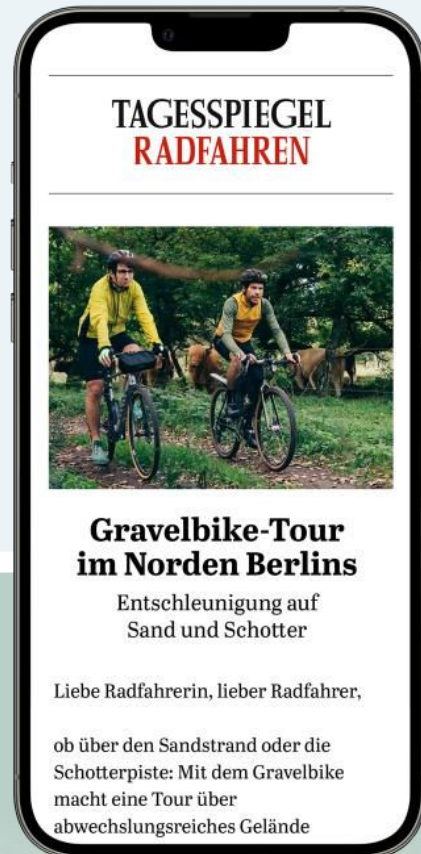 TAGESSPIEGEL
RADFAHREN
Gravelbike-Tour
im Norden Berlins
Entschleunigung auf
Sand und Schotter
Liebe Radfahrerin, lieber Radfahrer,
ob über den Sandstrand oder die
Schotterpiste: Mit dem Gravelbike
macht eine Tour über
abwechslungsreiches Gelände